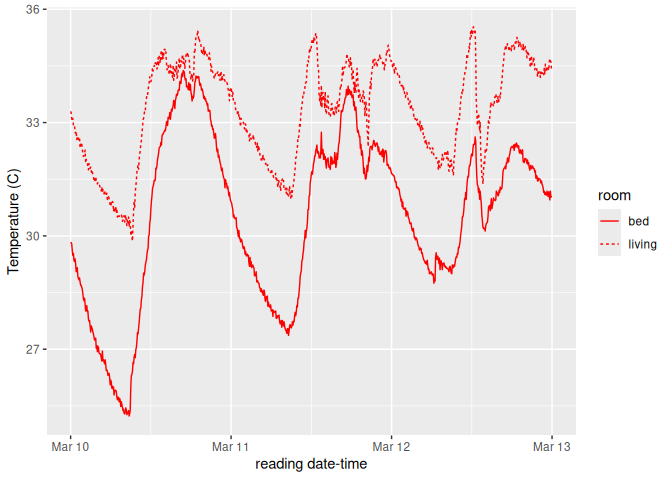 36
33
30
27
Temperature (C)
Mar 10
Mar 11
Mar 12
Mar 13
reading date-time
room
bed
living